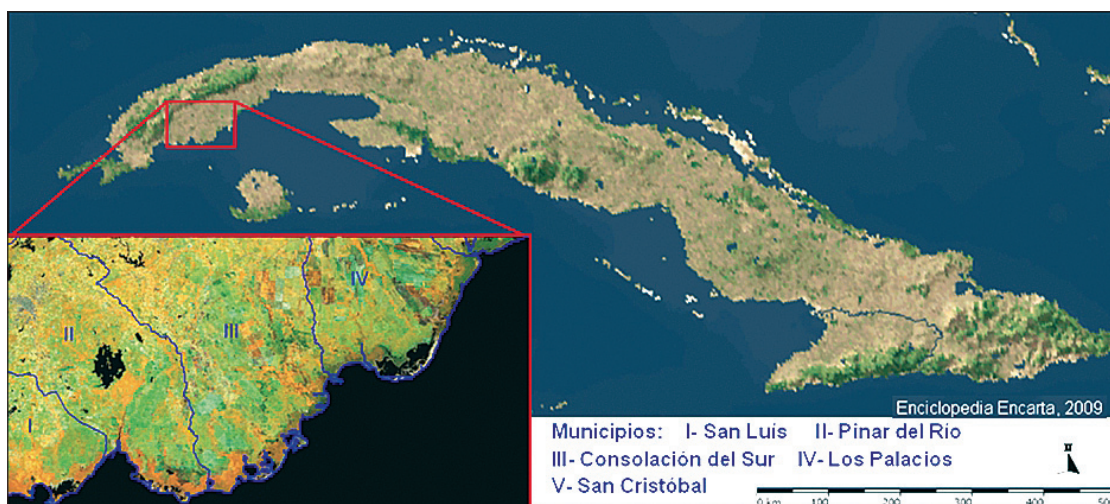 IV
III
II
I
Enciclopedia Encarta, 2009
Municipios: I- San Luís II- Pinar del Río
III- Consolación del Sur IV- Los Palacios
V- San Cristóbal
0 km 100 200 300 400